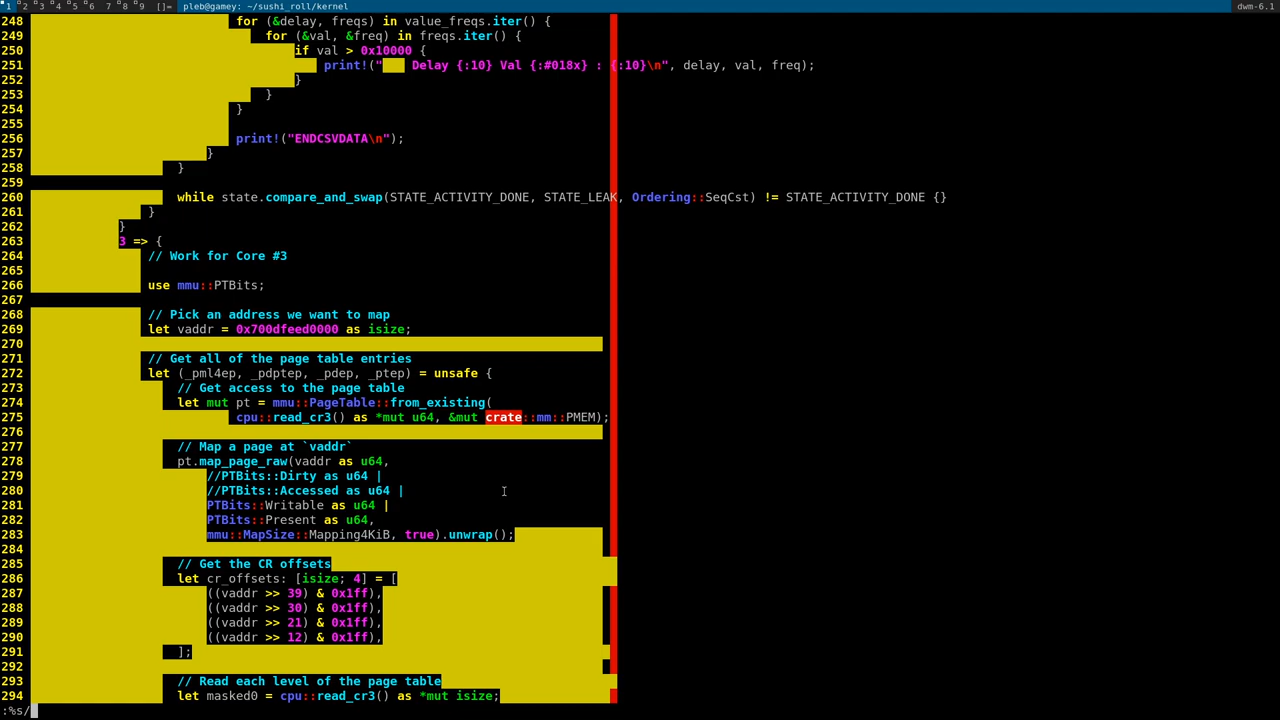 1 2 3 4 5 6 7 8 9 []= pleb@gamey: ~/sushi_roll/kernel dwm-6.1
248 for (&delay, freqs) in value_freqs.iter() {
249 for (&val, &freq) in freqs.iter() {
250 if val > 0x10000 {
251 print!("    Delay {:10} Val {:#018x} : {:10}\n", delay, val, freq);
252 }
253 }
254 }
255
256 print!("ENDCSVDATA\n");
257 }
258 }
259
260 while state.compare_and_swap(STATE_ACTIVITY_DONE, STATE_LEAK, Ordering::SeqCst) != STATE_ACTIVITY_DONE {}
261 }
262 }
263 3 => {
264 // Work for Core #3
265
266 use mmu::PTBits;
267
268 // Pick an address we want to map
269 let vaddr = 0x700dfeed0000 as isize;
270
271 // Get all of the page table entries
272 let (_pml4ep, _pdptep, _pdep, _ptep) = unsafe {
273 // Get access to the page table
274 let mut pt = mmu::PageTable::from_existing(
275 cpu::read_cr3() as *mut u64, &mut crate::mm::PMEM);
276
277 // Map a page at `vaddr`
278 pt.map_page_raw(vaddr as u64,
279 //PTBits::Dirty as u64 |
280 //PTBits::Accessed as u64 |
281 PTBits::Writable as u64 |
282 PTBits::Present as u64,
283 mmu::MapSize::Mapping4KiB, true).unwrap();
284
285 // Get the CR offsets
286 let cr_offsets: [isize; 4] = [
287 ((vaddr >> 39) & 0x1ff),
288 ((vaddr >> 30) & 0x1ff),
289 ((vaddr >> 21) & 0x1ff),
290 ((vaddr >> 12) & 0x1ff),
291 ];
292
293 // Read each level of the page table
294 let masked0 = cpu::read_cr3() as *mut isize;
:%s/